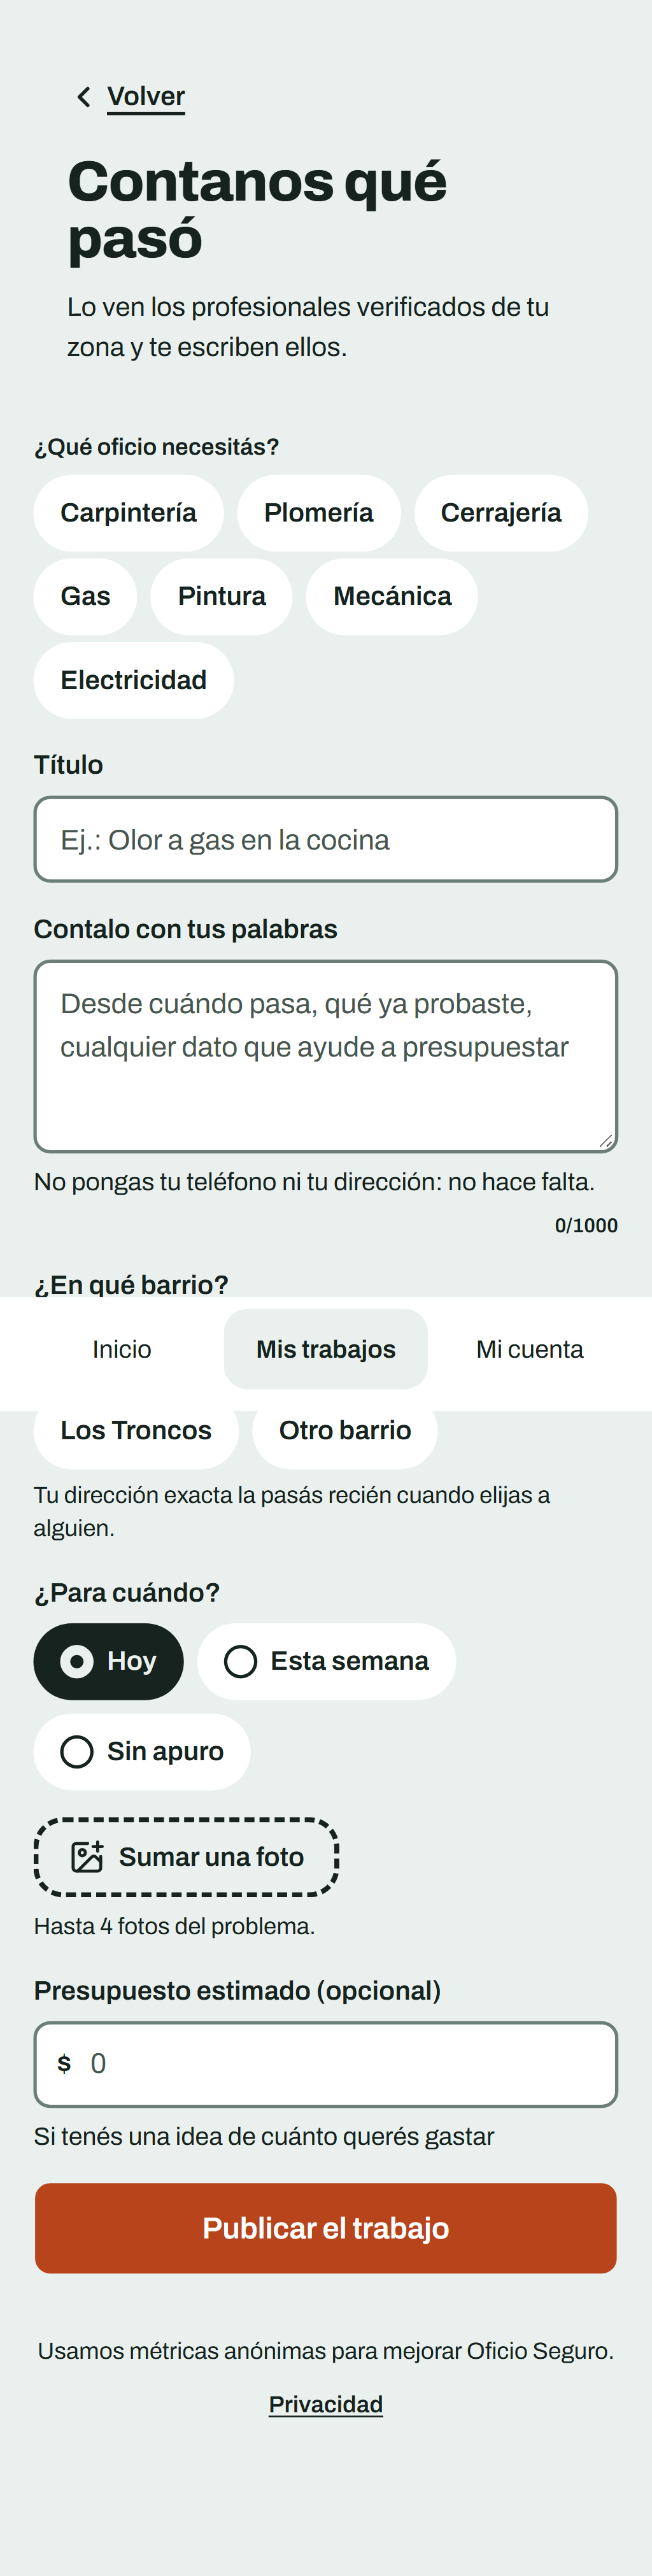 Volver
Contanos qué
pasó
Lo ven los profesionales verificados de tu
zona y te escriben ellos.
¿Qué oficio necesitás?
Carpintería Plomería Cerrajería
Gas Pintura Mecánica
Electricidad
Título
Ej.: Olor a gas en la cocina
Contalo con tus palabras
Desde cuándo pasa, qué ya probaste,
cualquier dato que ayude a presupuestar
No pongas tu teléfono ni tu dirección: no hace falta.
0/1000
¿En qué barrio?
Inicio Mis trabajos Mi cuenta
Los Troncos Otro barrio
Tu dirección exacta la pasás recién cuando elijas a
alguien.
¿Para cuándo?
Hoy Esta semana
Sin apuro
Sumar una foto
Hasta 4 fotos del problema.
Presupuesto estimado (opcional)
$ 0
Si tenés una idea de cuánto querés gastar
Publicar el trabajo
Usamos métricas anónimas para mejorar Oficio Seguro.
Privacidad